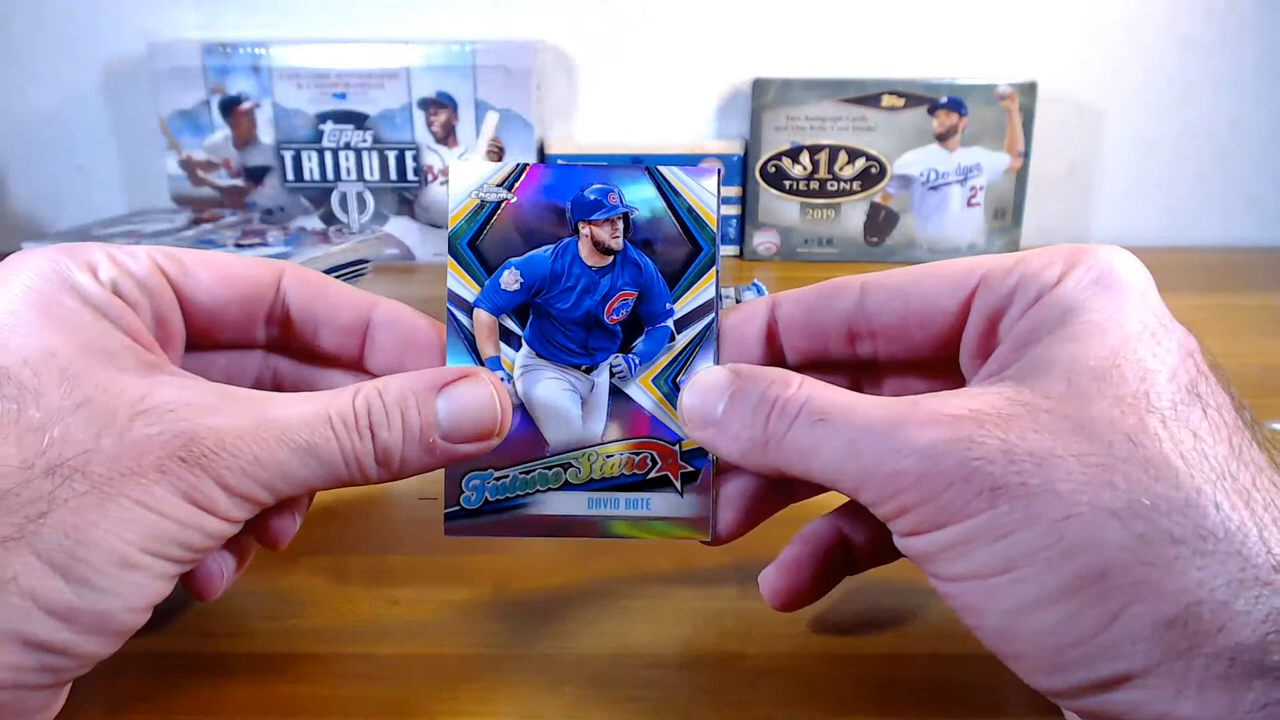 Topps
TRIBUTE
Topps
Two Autograph Cards
and One Relic Card Inside!
1
TIER ONE
2019
Dodgers
Topps
Chrome
C
Future Stars
DAVID BOTE